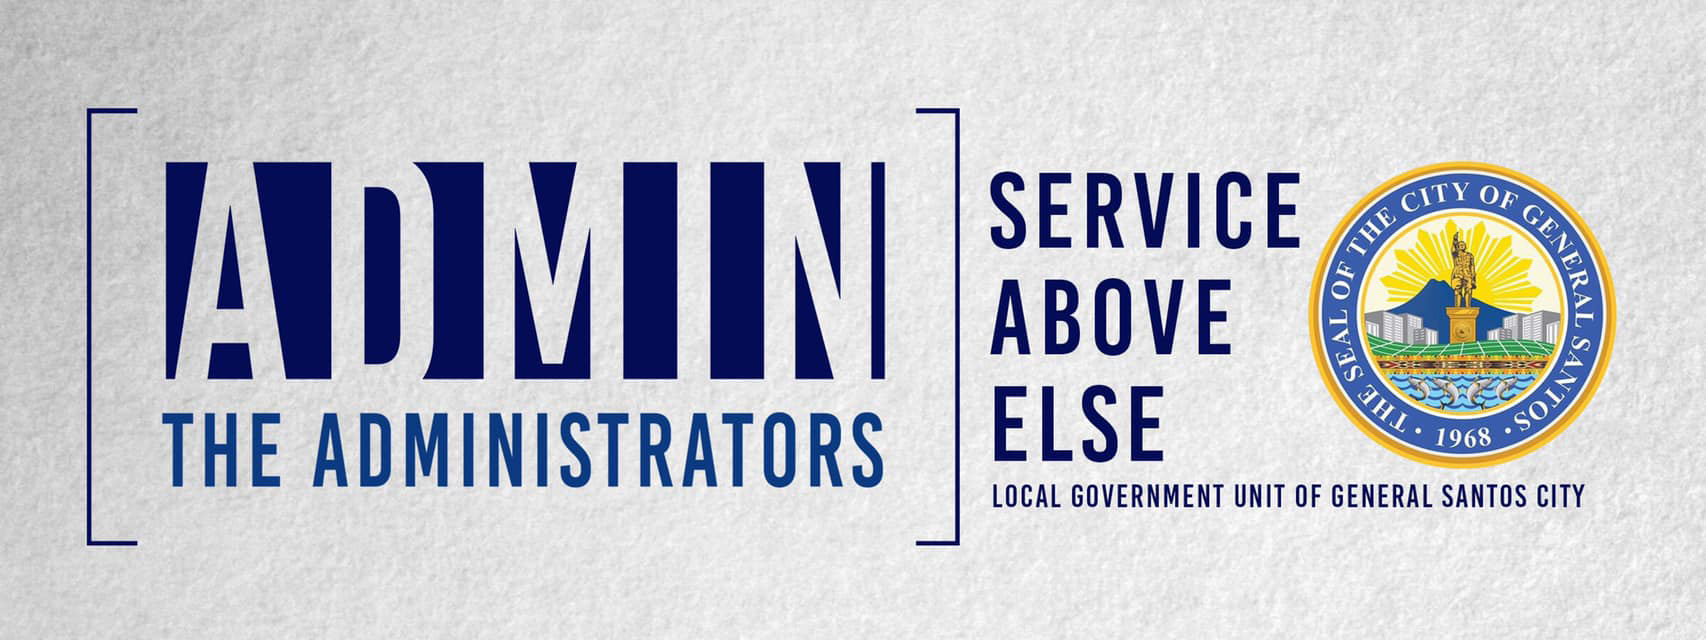 ADMIN
THE ADMINISTRATORS
SERVICE
ABOVE
ELSE
LOCAL GOVERNMENT UNIT OF GENERAL SANTOS CITY
THE SEAL OF THE CITY OF GENERAL SANTOS
· 1968 ·